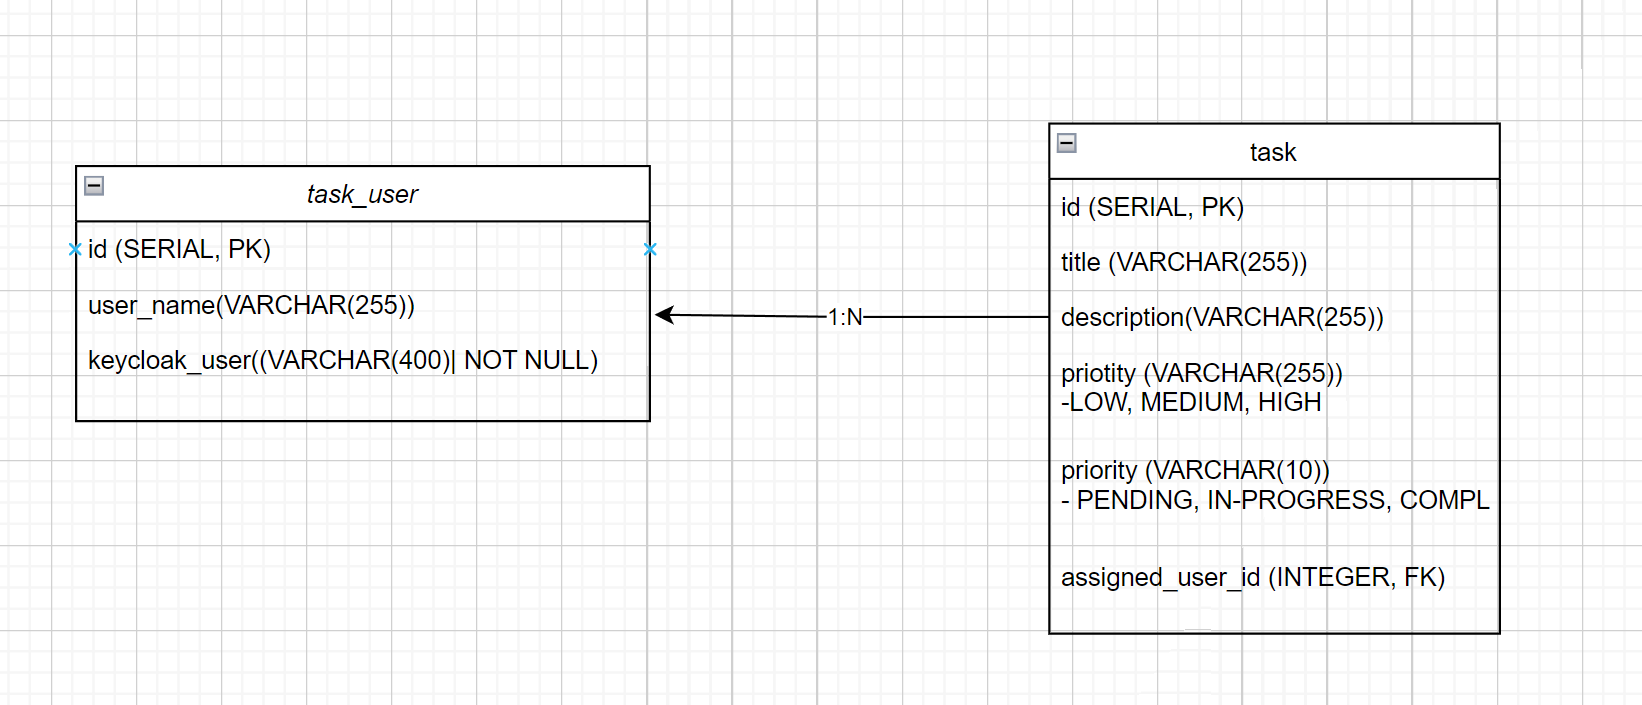 task_user
id (SERIAL, PK)
user_name(VARCHAR(255))
keycloak_user((VARCHAR(400)| NOT NULL)
1:N
task
id (SERIAL, PK)
title (VARCHAR(255))
description(VARCHAR(255))
priotity (VARCHAR(255))
-LOW, MEDIUM, HIGH
priority (VARCHAR(10))
- PENDING, IN-PROGRESS, COMPL
assigned_user_id (INTEGER, FK)